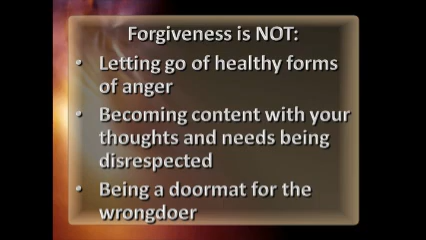 Forgiveness is NOT:
• Letting go of healthy forms
of anger
• Becoming content with your
thoughts and needs being
disrespected
• Being a doormat for the
wrongdoer